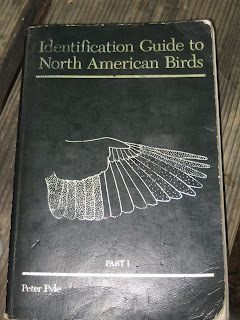 Identification Guide to
North American Birds
PART I
Peter Pyle